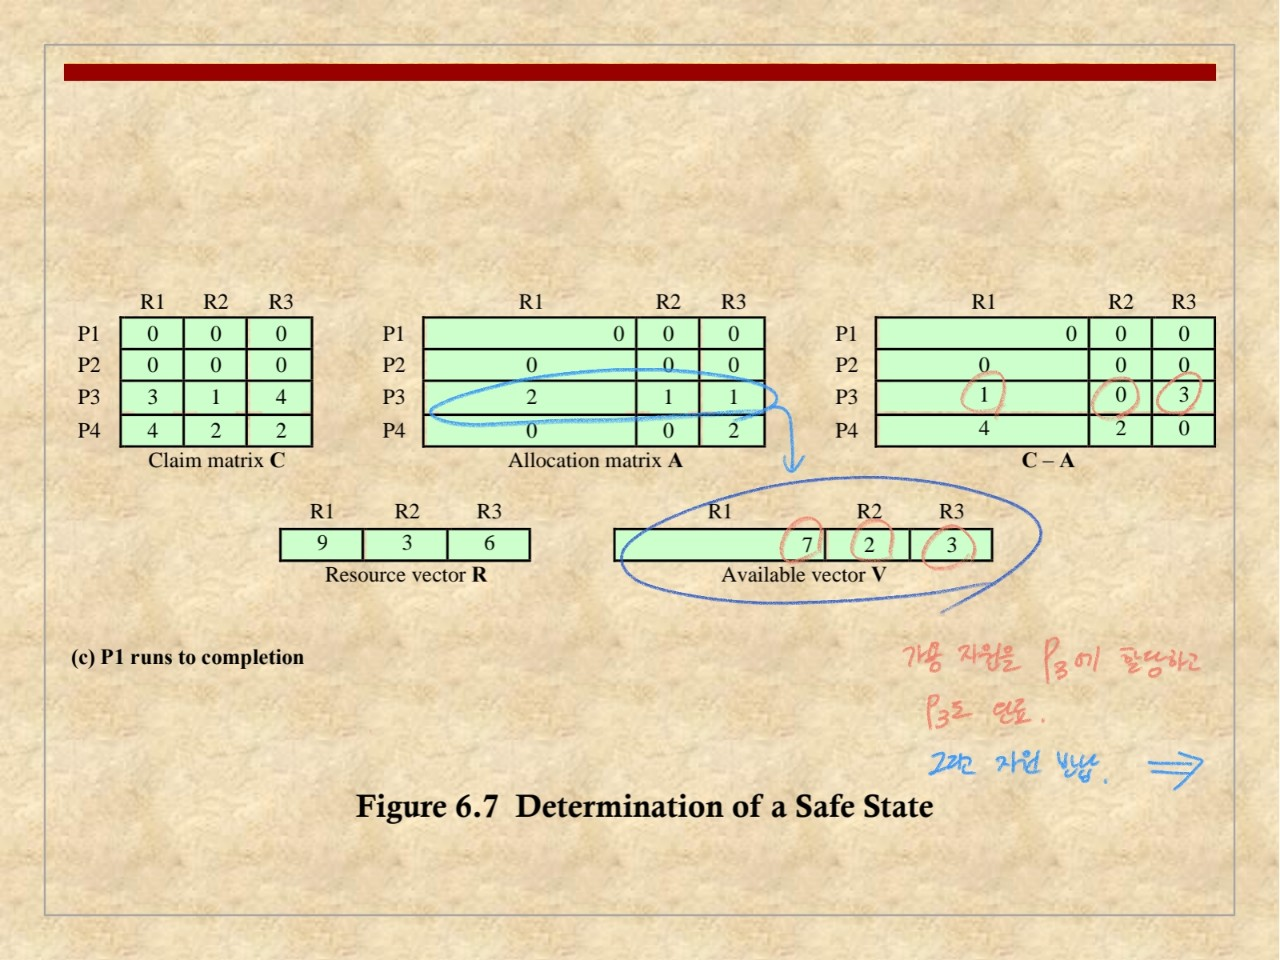 R1 R2 R3 R1 R2 R3 R1 R2 R3
P1 0 0 0 P1 0 0 0 P1 0 0 0
P2 0 0 0 P2 0 0 0 P2 0 0 0
P3 3 1 4 P3 2 1 1 P3 1 0 3
P4 4 2 2 P4 0 0 2 P4 4 2 0
Claim matrix C Allocation matrix A C – A
R1 R2 R3 R1 R2 R3
9 3 6 7 2 3
Resource vector R Available vector V
(c) P1 runs to completion
가용 자원을 P3에 할당하고
P3도 완료.
그리고 자원 반납. ⇒
Figure 6.7 Determination of a Safe State